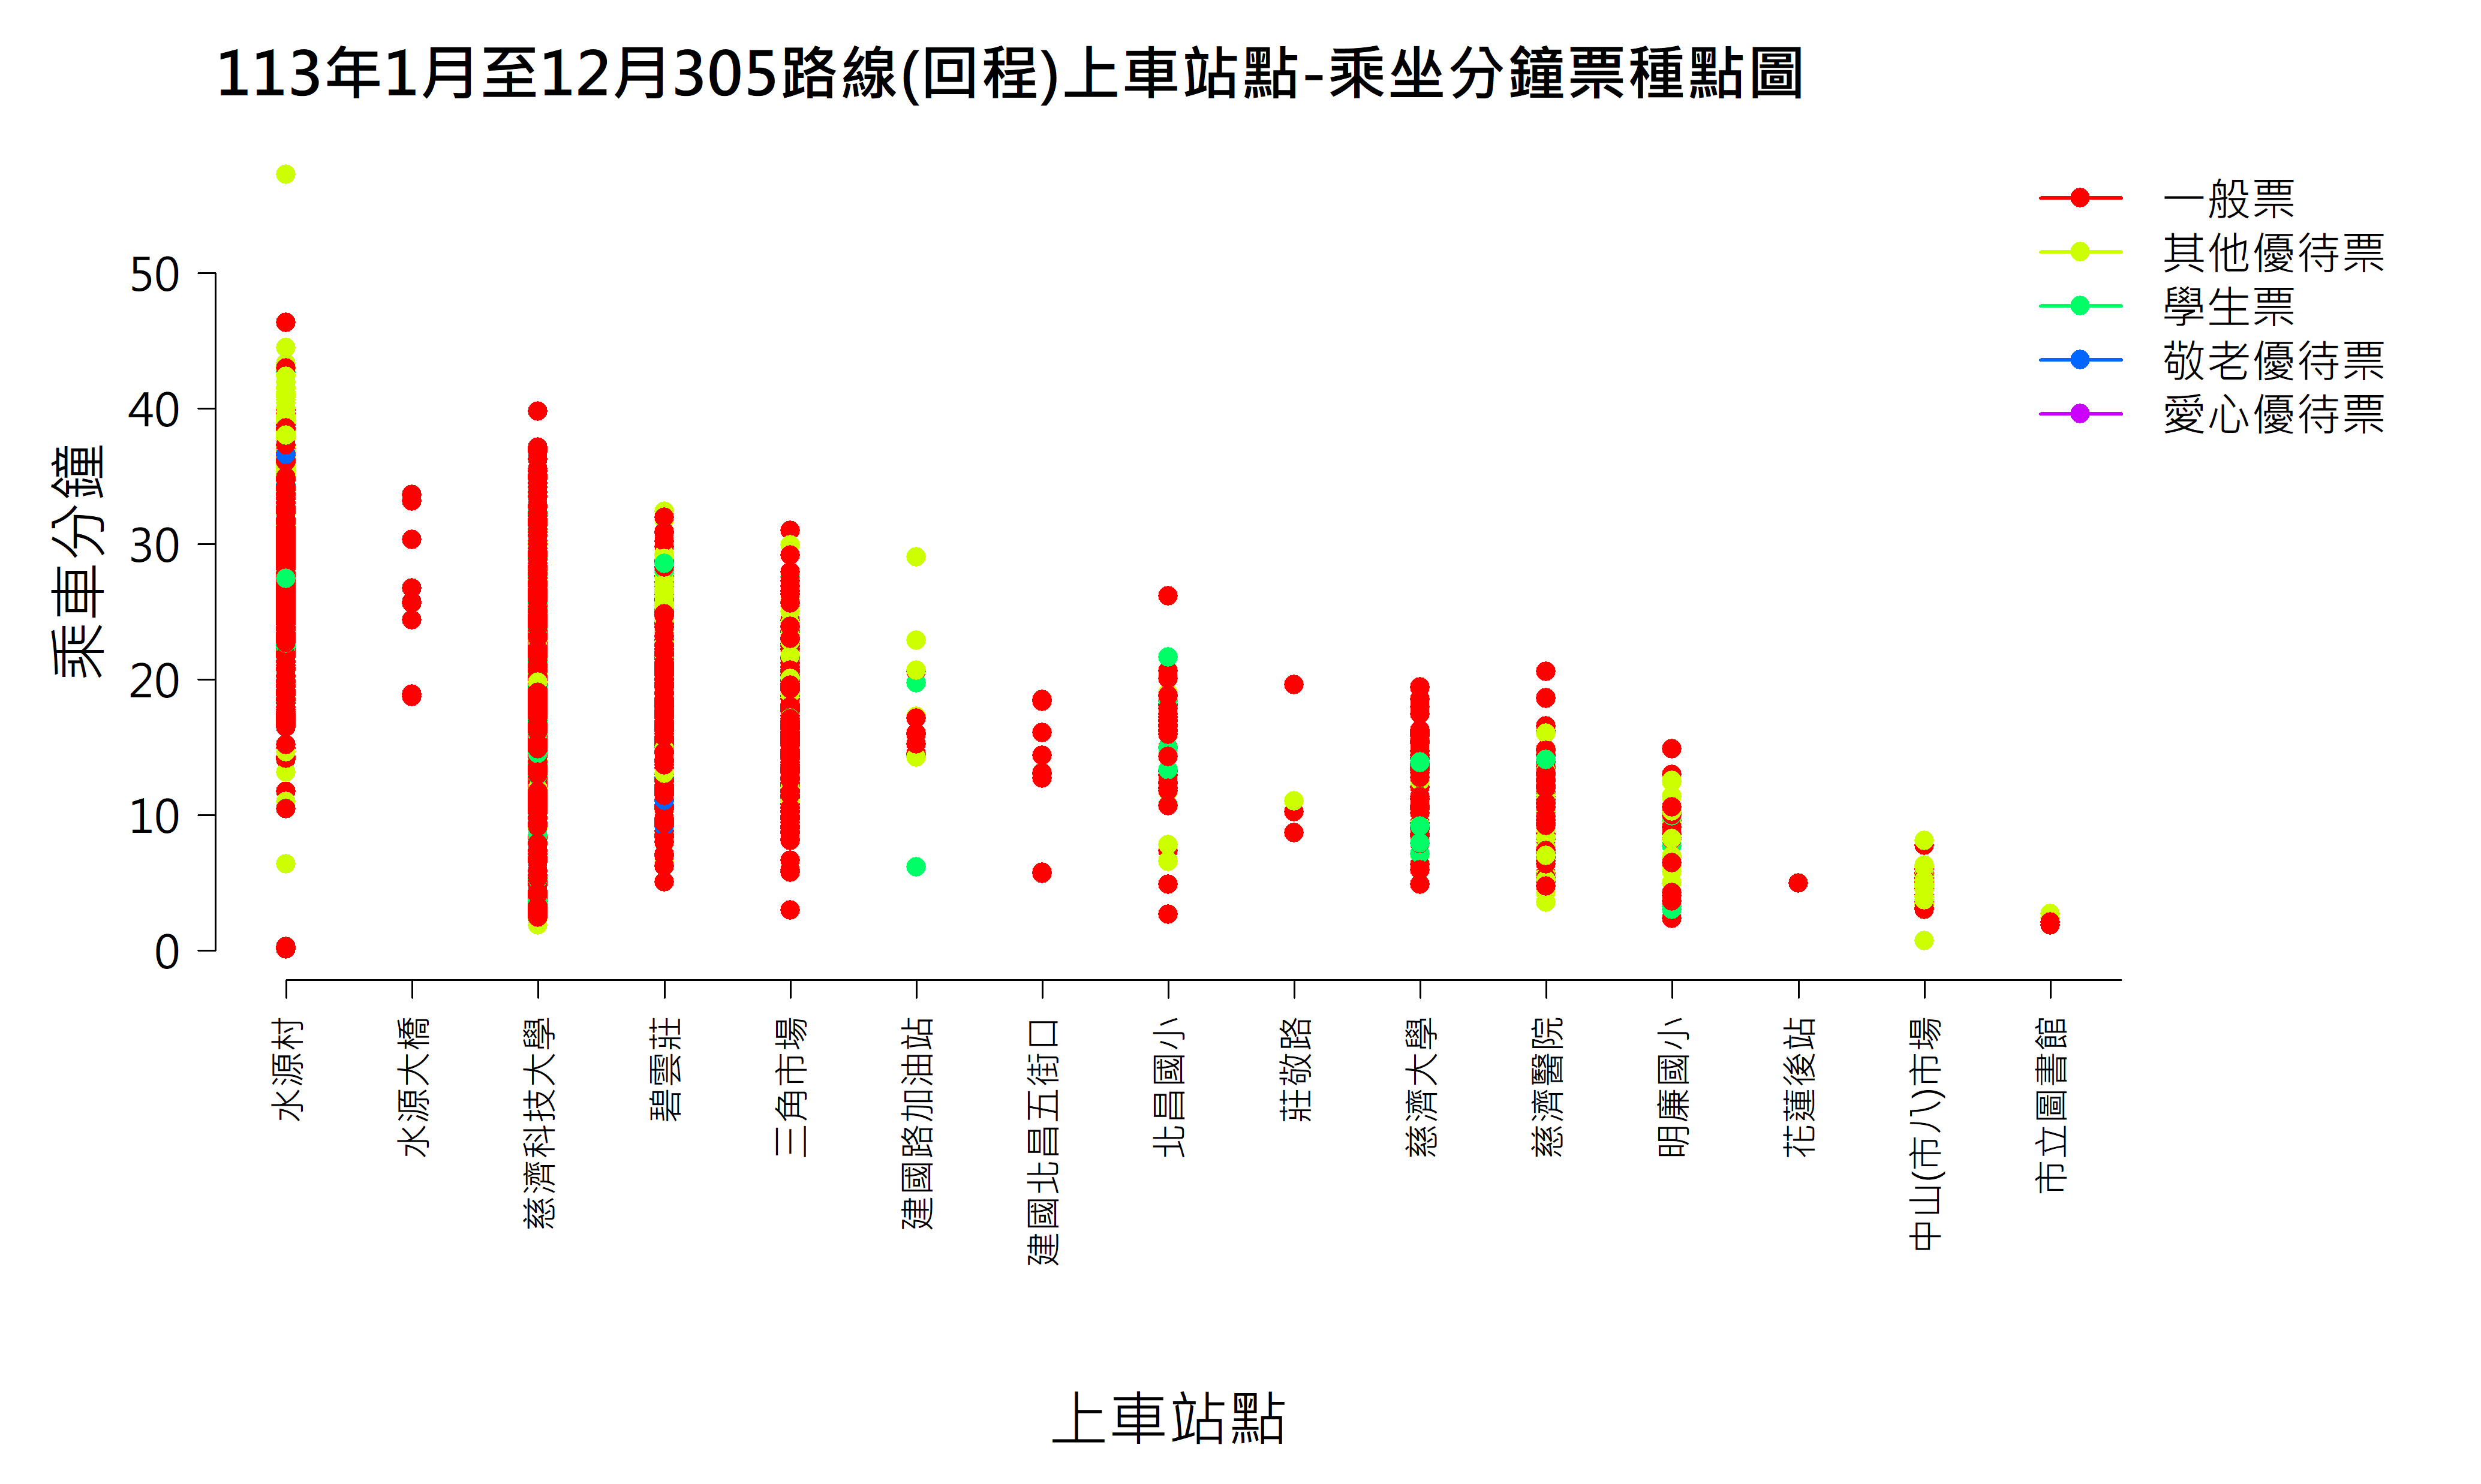 113年1月至12月305路線(回程)上車站點-乘坐分鐘票種點圖
一般票
其他優待票
學生票
敬老優待票
愛心優待票
乘車分鐘
50
40
30
20
10
0
水源村
水源大橋
慈濟科技大學
碧雲莊
三角市場
建國路加油站
建國北昌五街口
北昌國小
莊敬路
慈濟大學
慈濟醫院
明廉國小
花蓮後站
中山(市八)市場
市立圖書館
上車站點